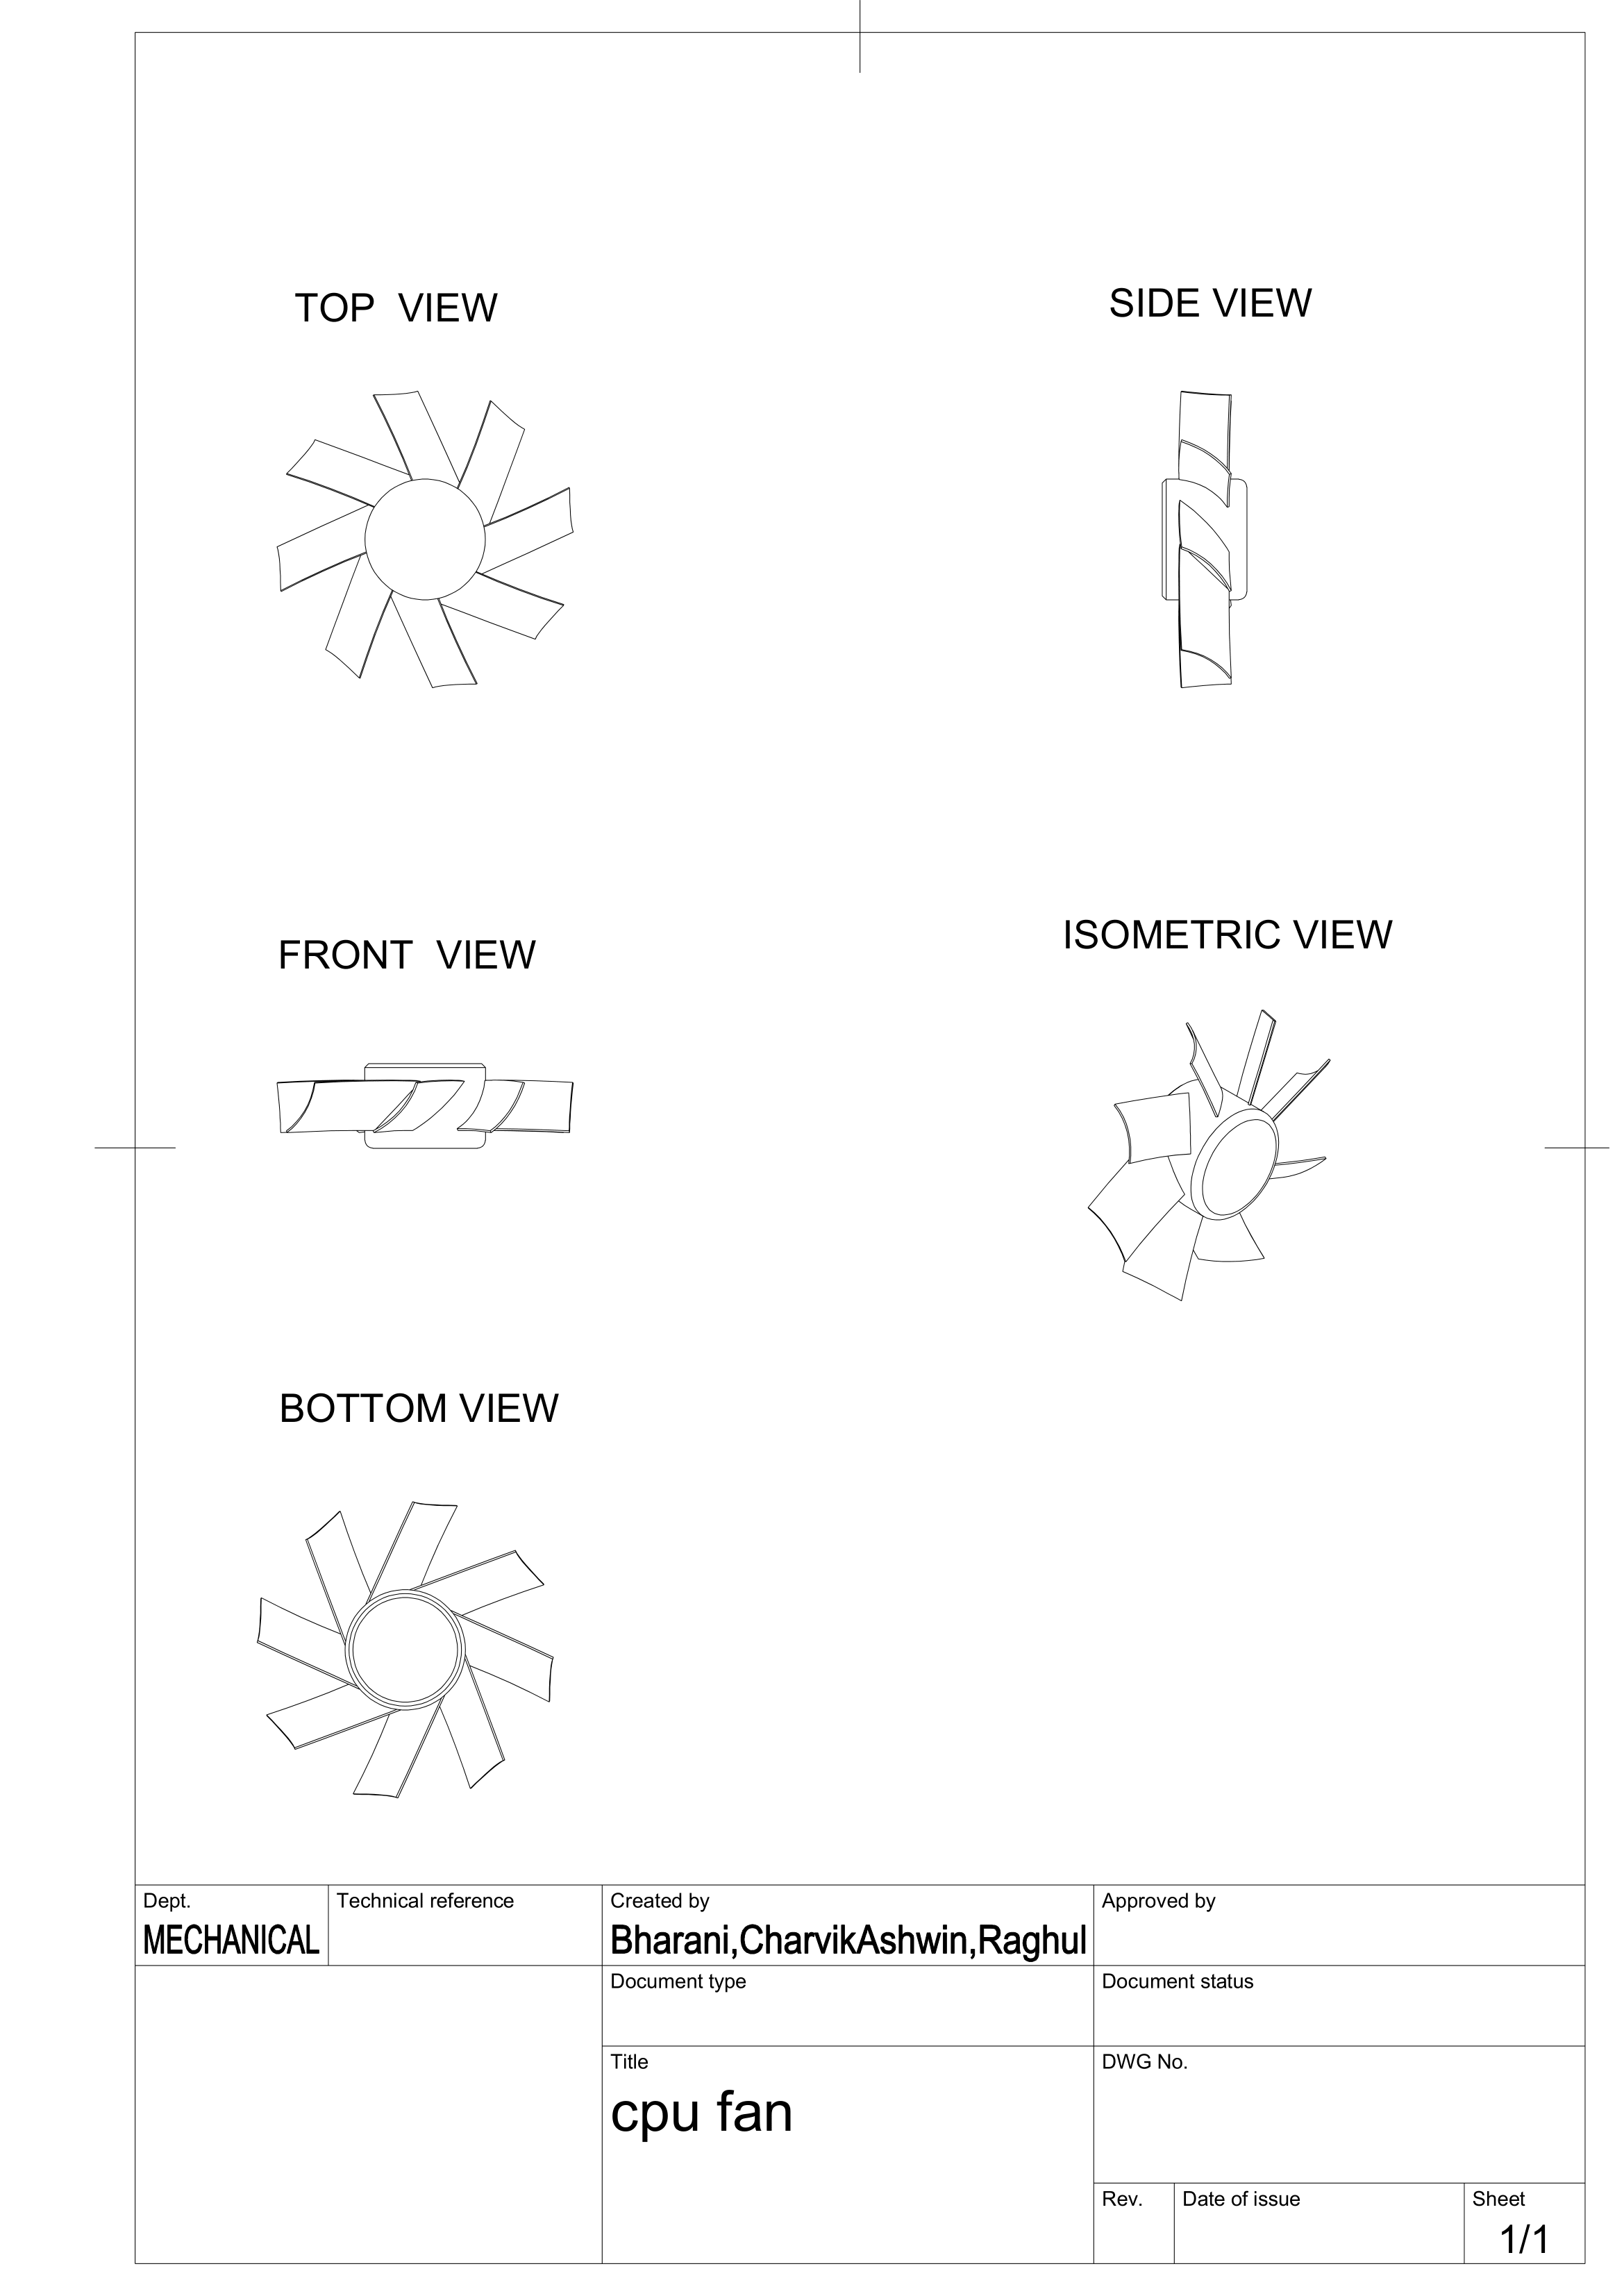 TOP  VIEW
SIDE VIEW
FRONT  VIEW
ISOMETRIC VIEW
BOTTOM VIEW
Dept.
MECHANICAL
Technical reference
Created by
Bharani,CharvikAshwin,Raghul
Approved by
Document type
Document status
Title
cpu fan
DWG No.
Rev.
Date of issue
Sheet
1/1